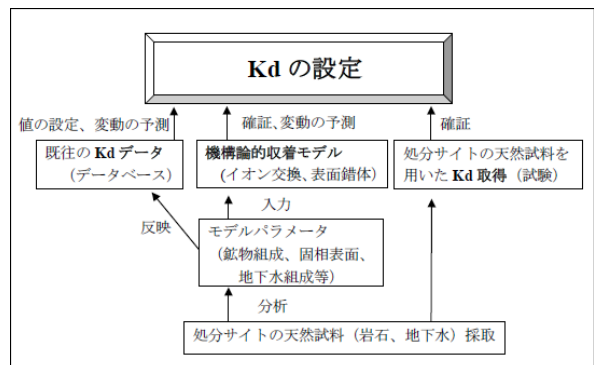 Kd の設定
値の設定、変動の予測
確証、変動の予測
確証
既往の Kd データ
（データベース）
機構論的収着モデル
（イオン交換、表面錯体）
処分サイトの天然試料を
用いた Kd 取得（試験）
反映
入力
モデルパラメータ
（鉱物組成、固相表面、
地下水組成等）
分析
処分サイトの天然試料（岩石、地下水）採取